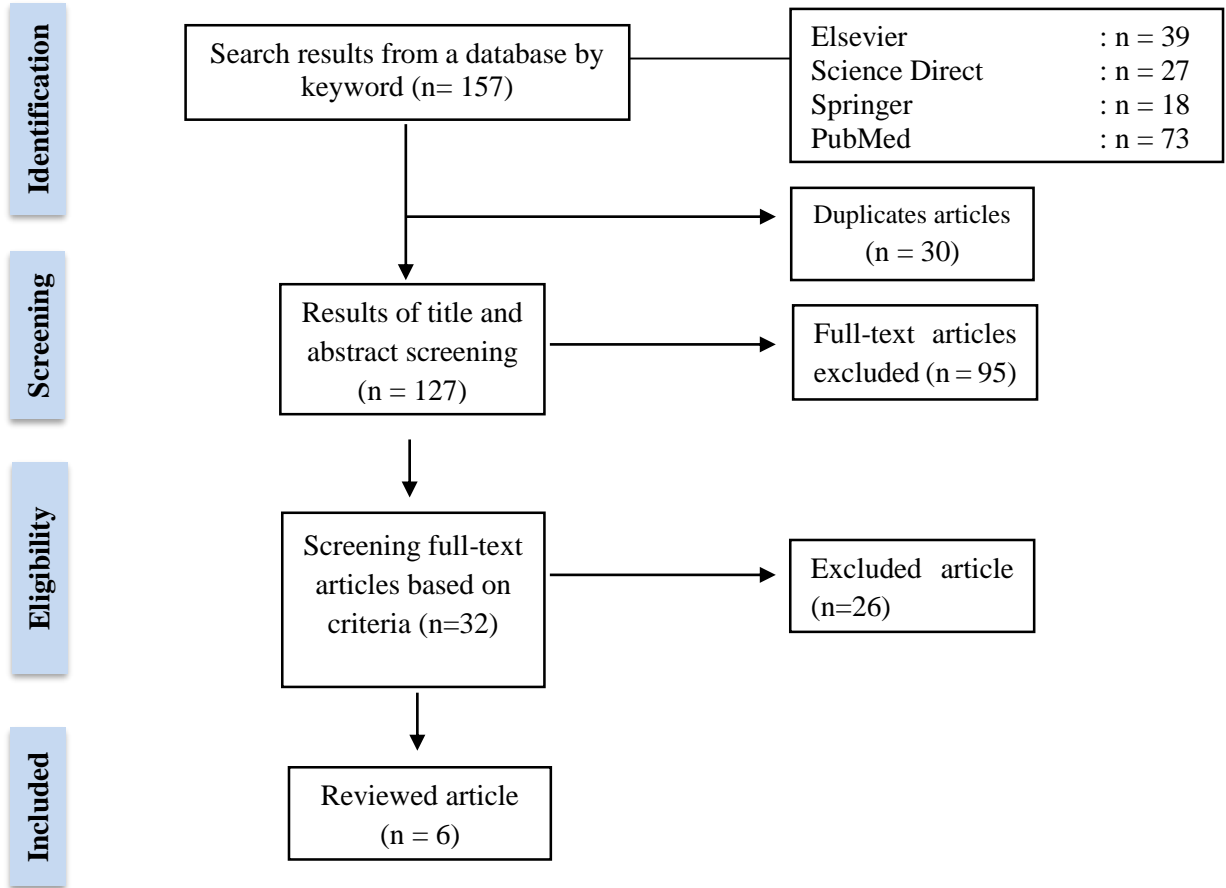 Identification
Search results from a database by
keyword (n= 157)
Elsevier : n = 39
Science Direct : n = 27
Springer : n = 18
PubMed : n = 73
Duplicates articles
(n = 30)
Screening
Results of title and
abstract screening
(n = 127)
Full-text articles
excluded (n = 95)
Eligibility
Screening full-text
articles based on
criteria (n=32)
Excluded article
(n=26)
Included
Reviewed article
(n = 6)